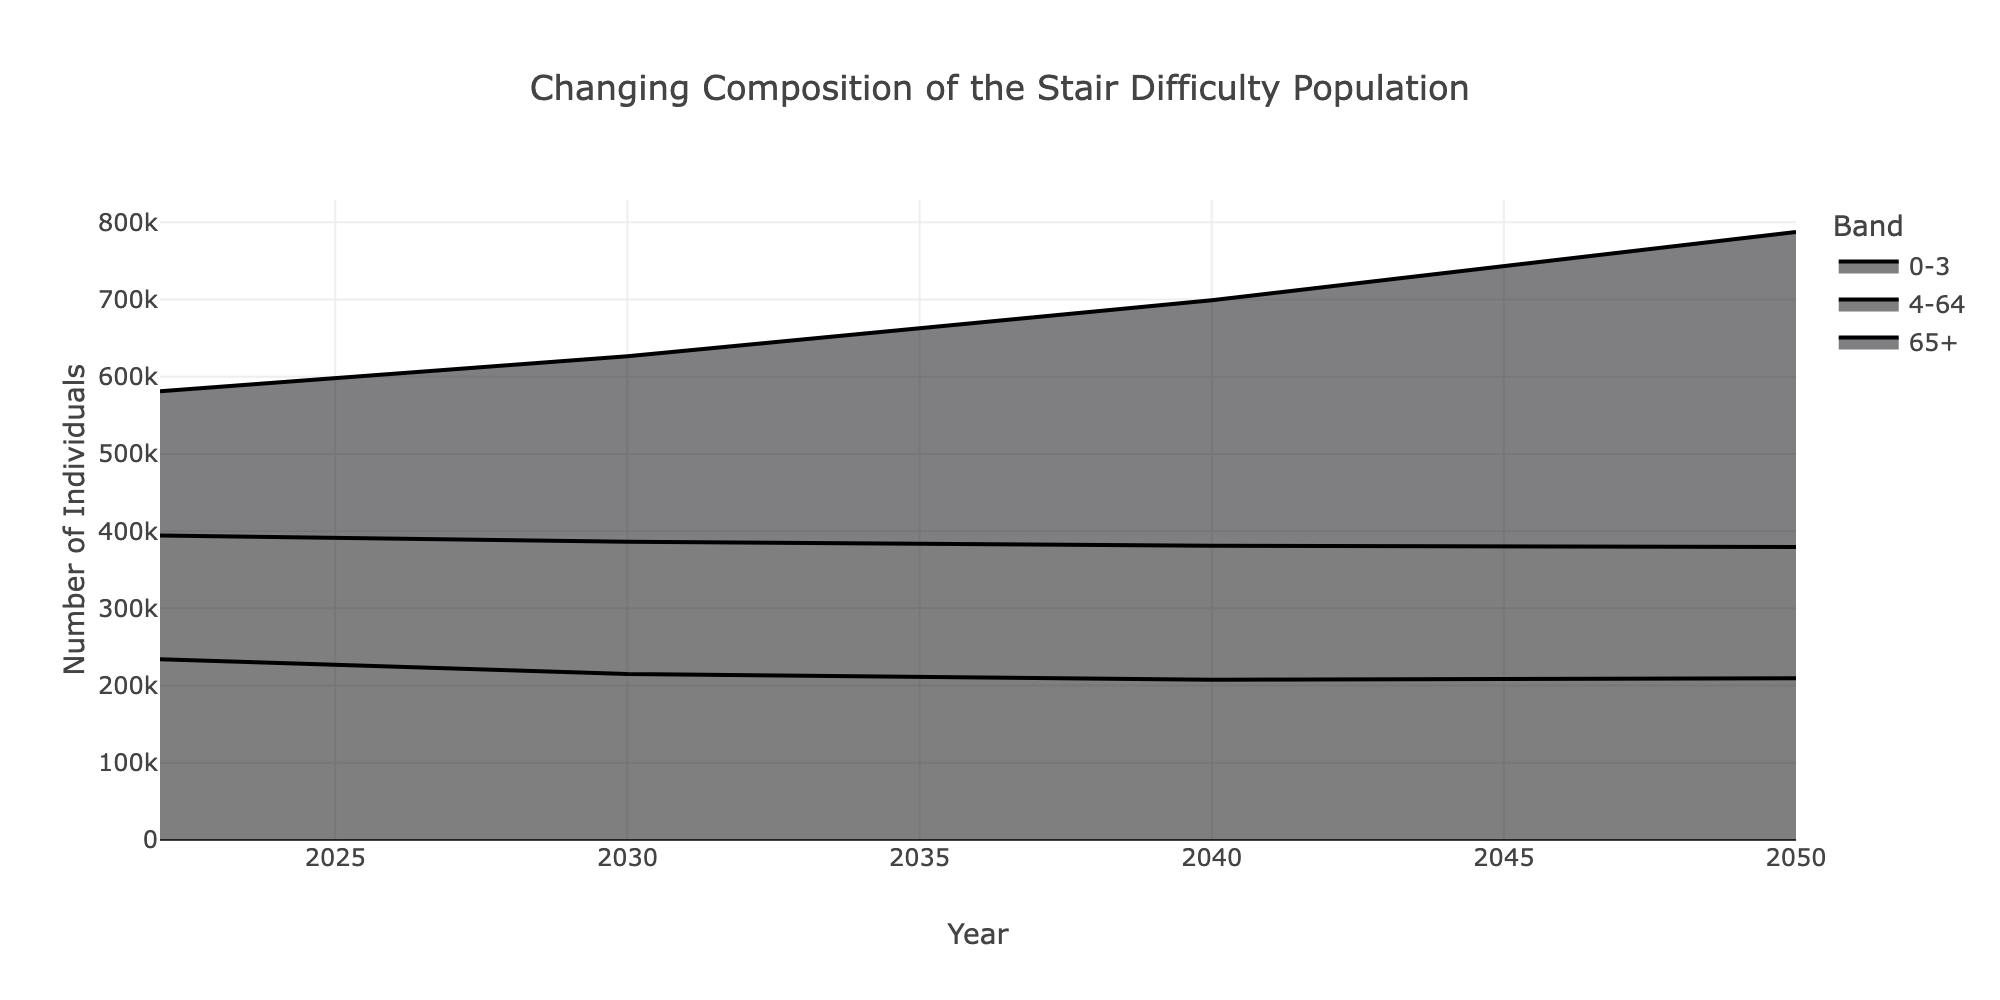 Changing Composition of the Stair Difficulty Population
Number of Individuals
800k
700k
600k
500k
400k
300k
200k
100k
0
2025 2030 2035 2040 2045 2050
Year
Band
0-3
4-64
65+